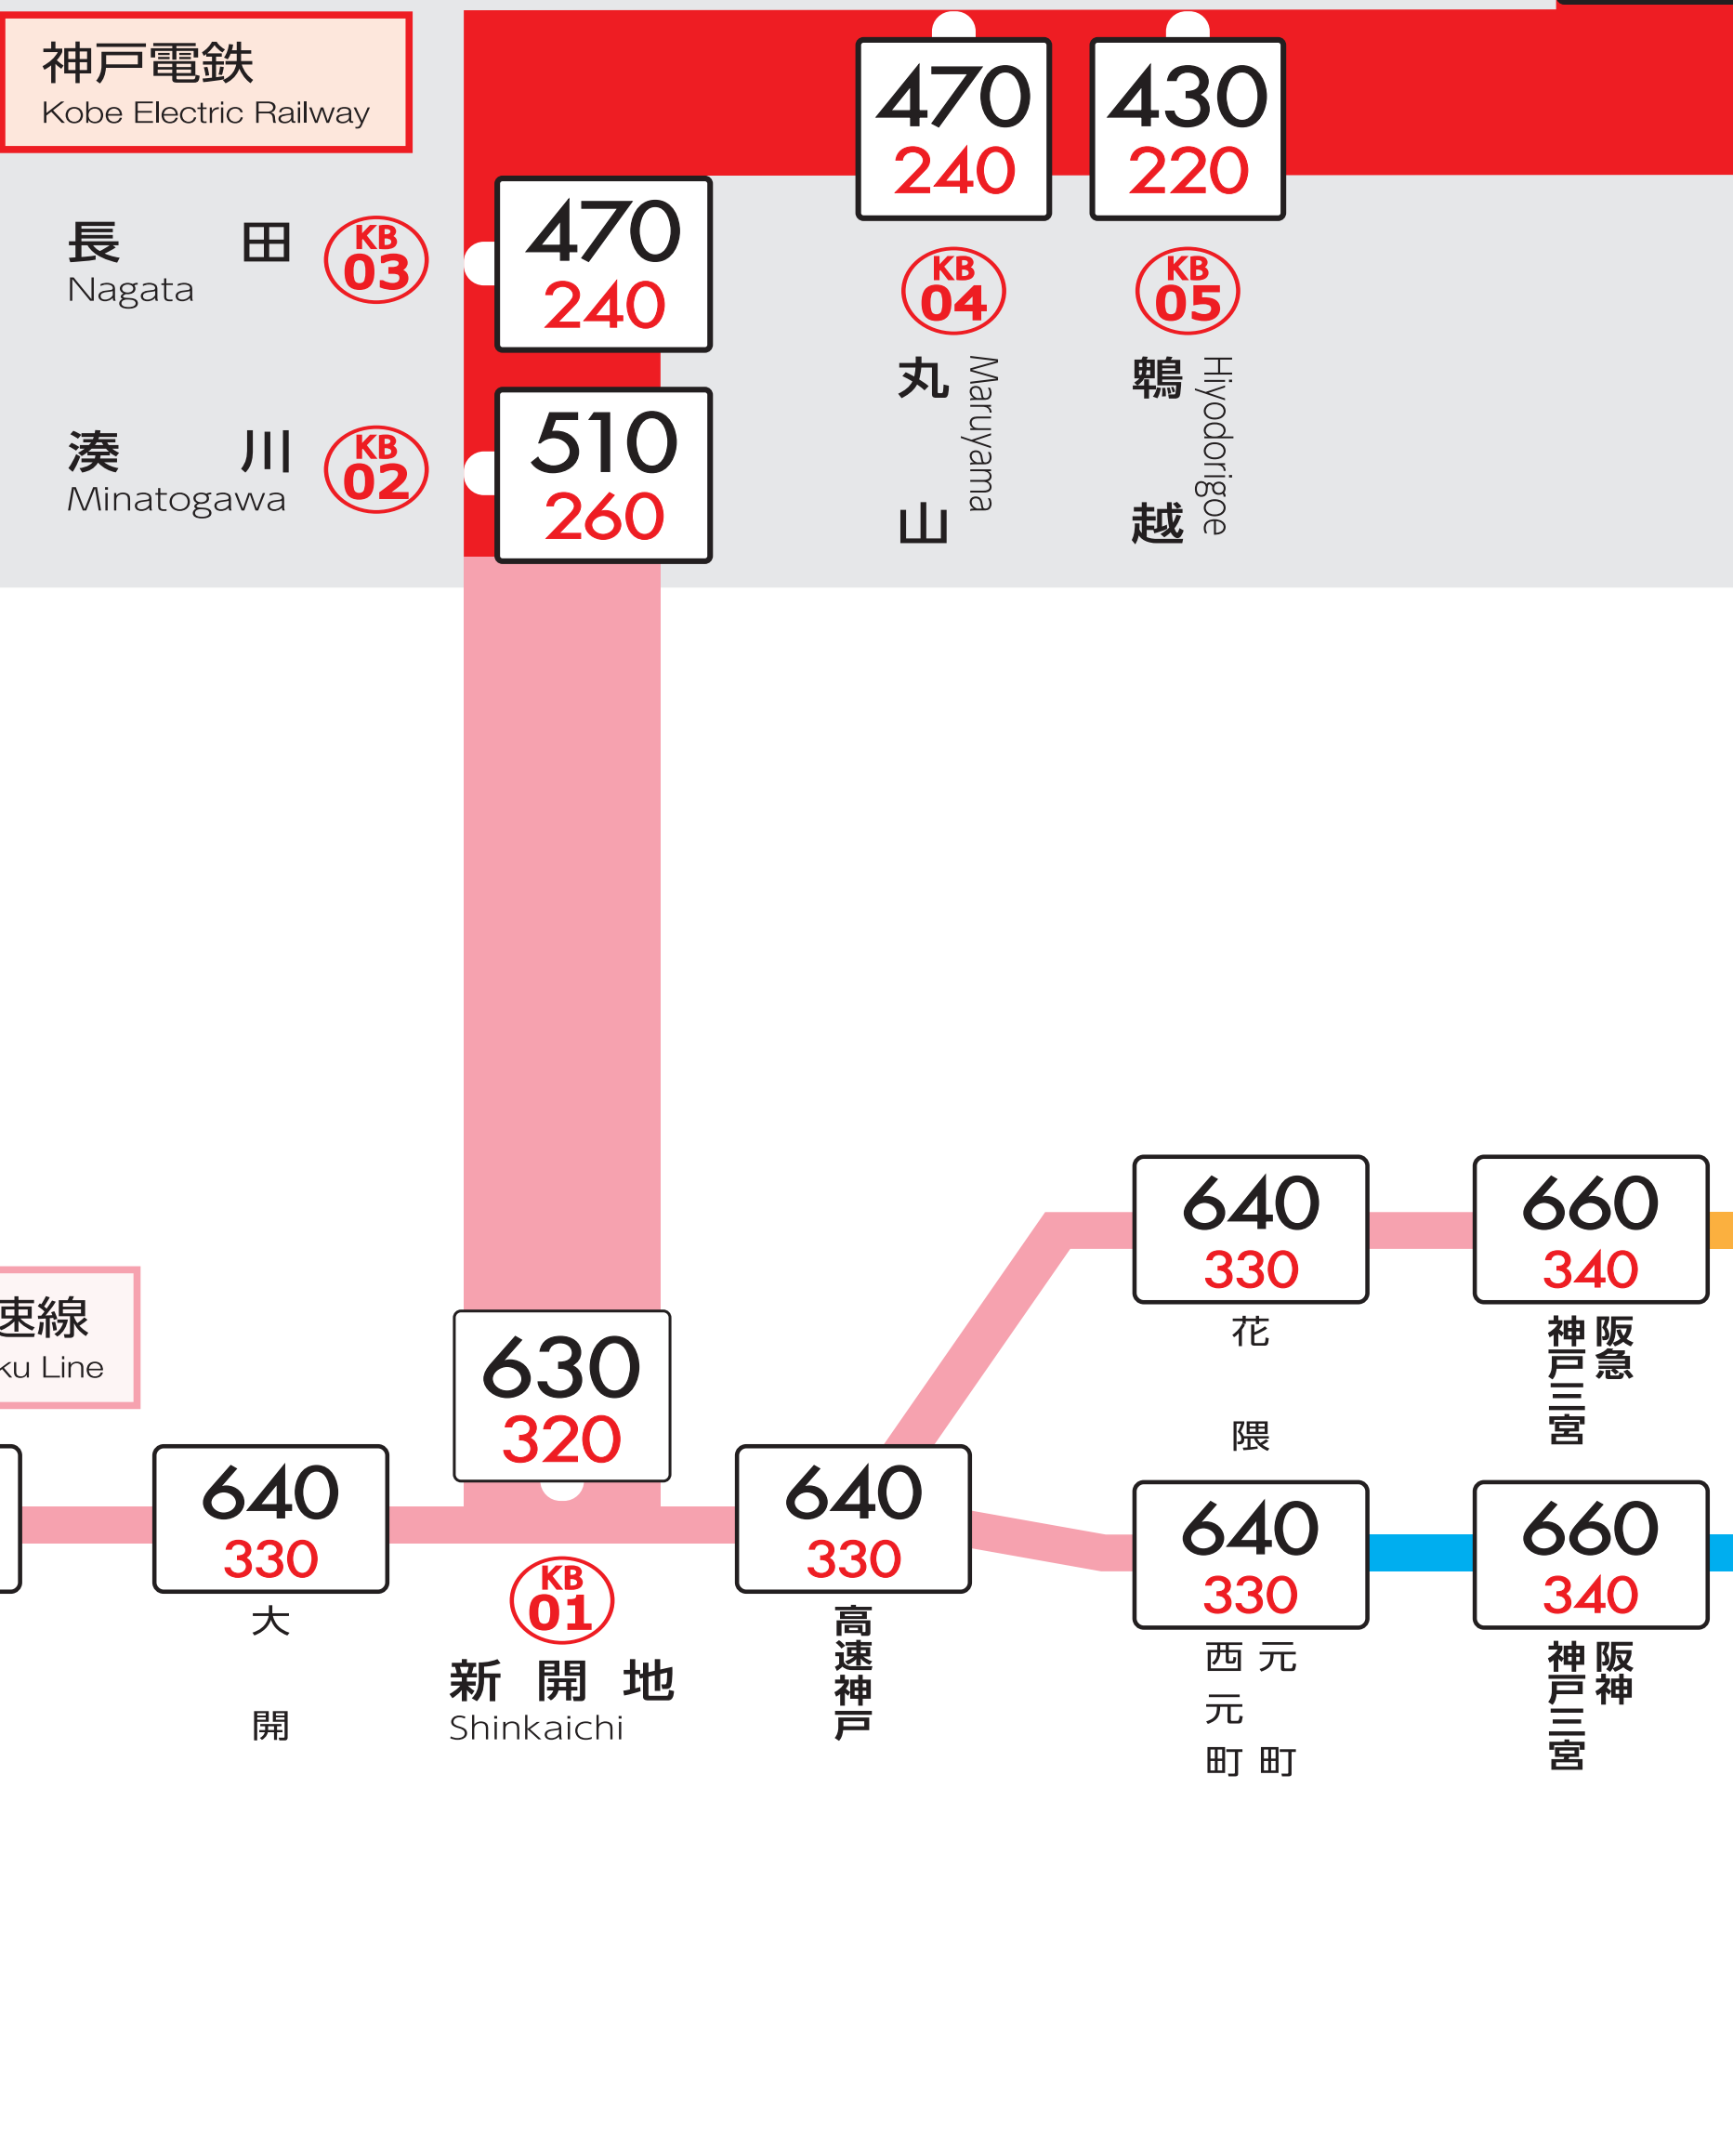 神戸電鉄
Kobe Electric Railway
470
240
430
220
長田
Nagata
KB
03
470
240
KB
04
丸山
Maruyama
KB
05
鵯越
Hiyodorigoe
湊川
Minatogawa
KB
02
510
260
640
330
花隈
660
340
阪急
神戸三宮
速線
ku Line
630
320
640
330
大開
KB
01
新開地
Shinkaichi
640
330
高速神戸
640
330
元町
西元町
660
340
阪神
神戸三宮